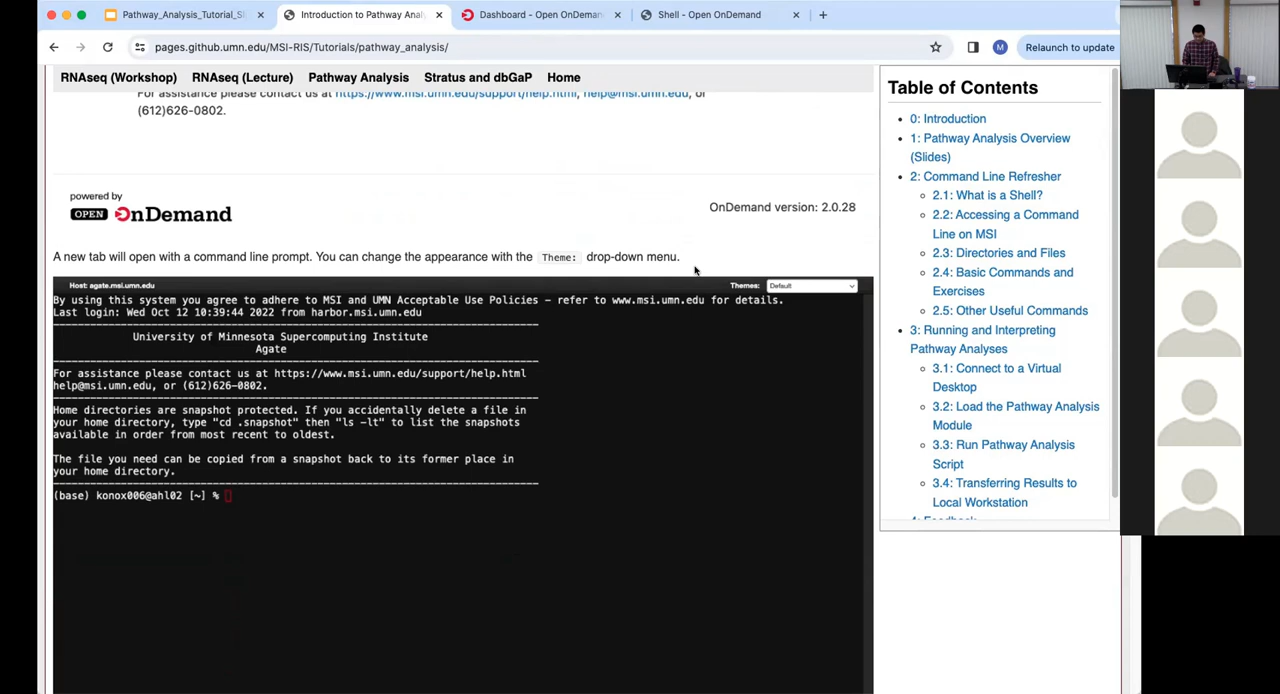 Pathway_Analysis_Tutorial_Sl
Introduction to Pathway Anal
Dashboard - Open OnDeman
Shell - Open OnDemand
pages.github.umn.edu/MSI-RIS/Tutorials/pathway_analysis/
M
Relaunch to update
RNAseq (Workshop) RNAseq (Lecture) Pathway Analysis Stratus and dbGaP Home
For assistance please contact us at https://www.msi.umn.edu/support/help.html, help@msi.umn.edu, or
(612)626-0802.
powered by
OPEN OnDemand
OnDemand version: 2.0.28
A new tab will open with a command line prompt. You can change the appearance with the Theme: drop-down menu.
Host: agate.msi.umn.edu
Themes: Default
By using this system you agree to adhere to MSI and UMN Acceptable Use Policies - refer to www.msi.umn.edu for details.
Last login: Wed Oct 12 10:39:44 2022 from harbor.msi.umn.edu
University of Minnesota Supercomputing Institute
Agate
For assistance please contact us at https://www.msi.umn.edu/support/help.html
help@msi.umn.edu, or (612)626-0802.
Home directories are snapshot protected. If you accidentally delete a file in
your home directory, type "cd .snapshot" then "ls -lt" to list the snapshots
available in order from most recent to oldest.
The file you need can be copied from a snapshot back to its former place in
your home directory.
(base) konox006@ahl02 [~] %
Table of Contents
0: Introduction
1: Pathway Analysis Overview
(Slides)
2: Command Line Refresher
2.1: What is a Shell?
2.2: Accessing a Command
Line on MSI
2.3: Directories and Files
2.4: Basic Commands and
Exercises
2.5: Other Useful Commands
3: Running and Interpreting
Pathway Analyses
3.1: Connect to a Virtual
Desktop
3.2: Load the Pathway Analysis
Module
3.3: Run Pathway Analysis
Script
3.4: Transferring Results to
Local Workstation
4: Feedback